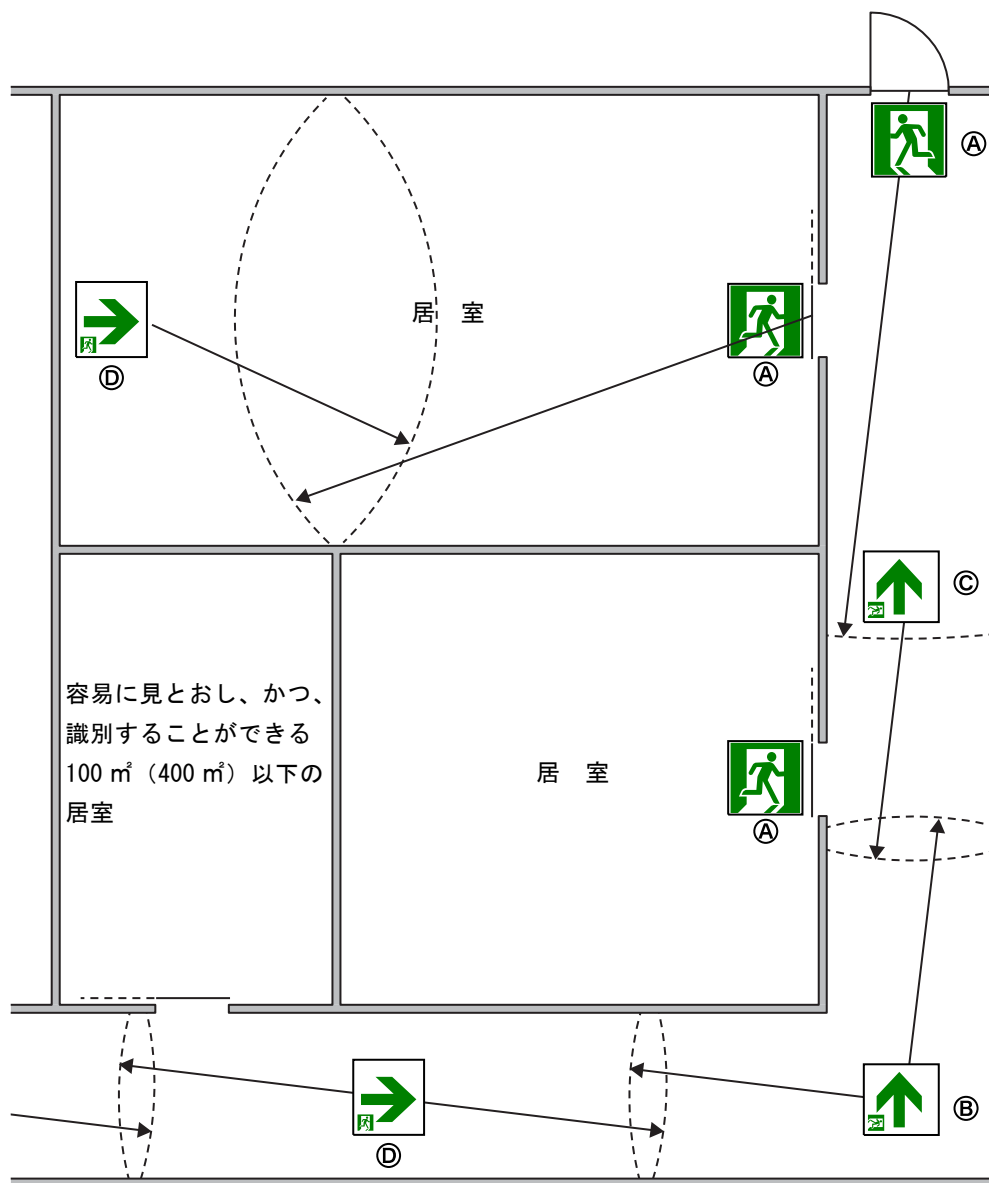 Ⓐ
居 室
Ⓓ
Ⓐ
Ⓒ
容易に見とおし、かつ、
識別することができる
100 ㎡（400 ㎡）以下の
居室
居 室
Ⓐ
Ⓑ
Ⓓ